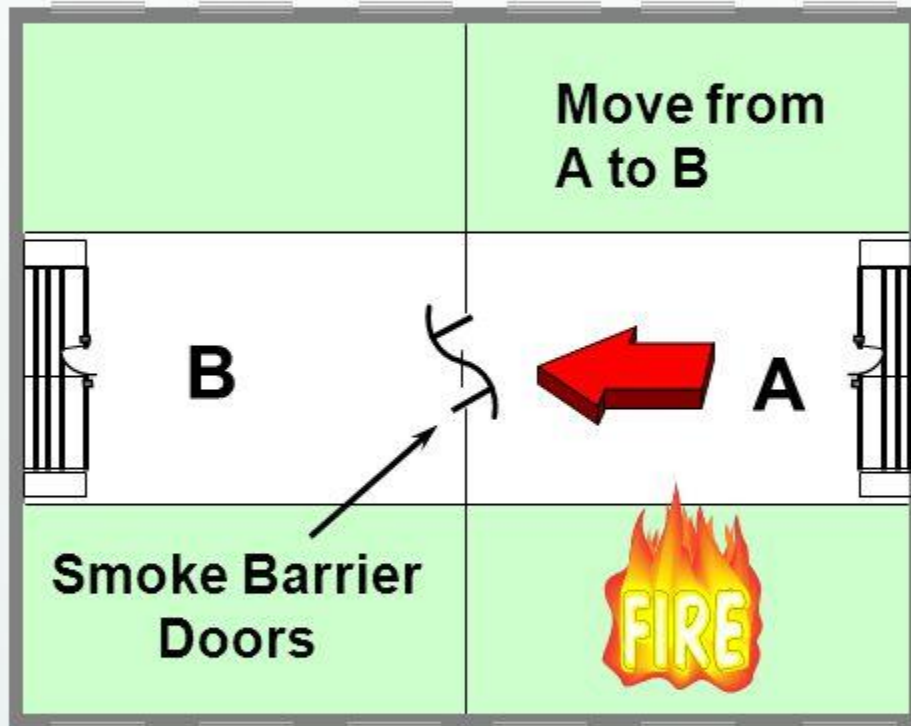 Move from
A to B
B
A
Smoke Barrier
Doors
FIRE